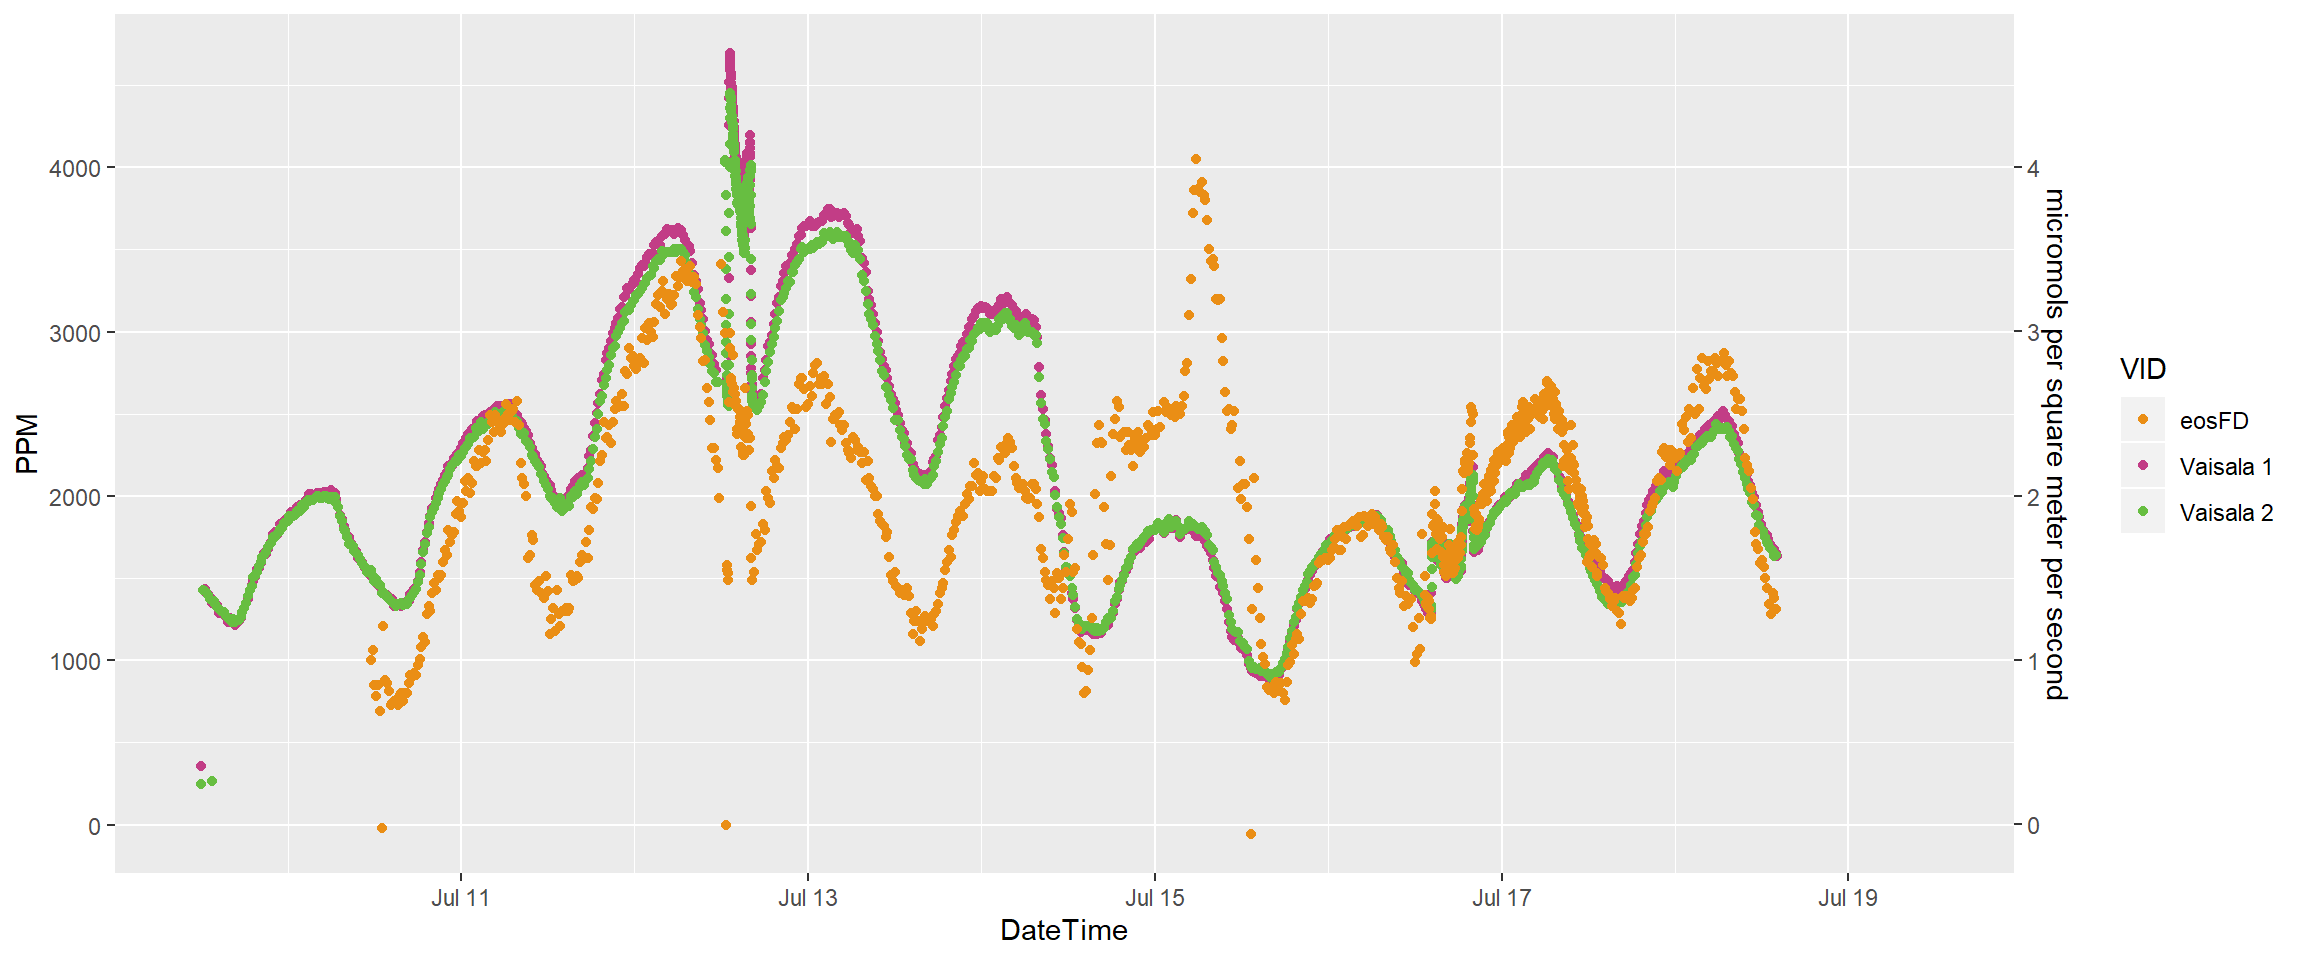 PPM
4000
3000
2000
1000
0
4
3
2
1
0
micromols per square meter per second
Jul 11
Jul 13
Jul 15
Jul 17
Jul 19
DateTime
VID
eosFD
Vaisala 1
Vaisala 2